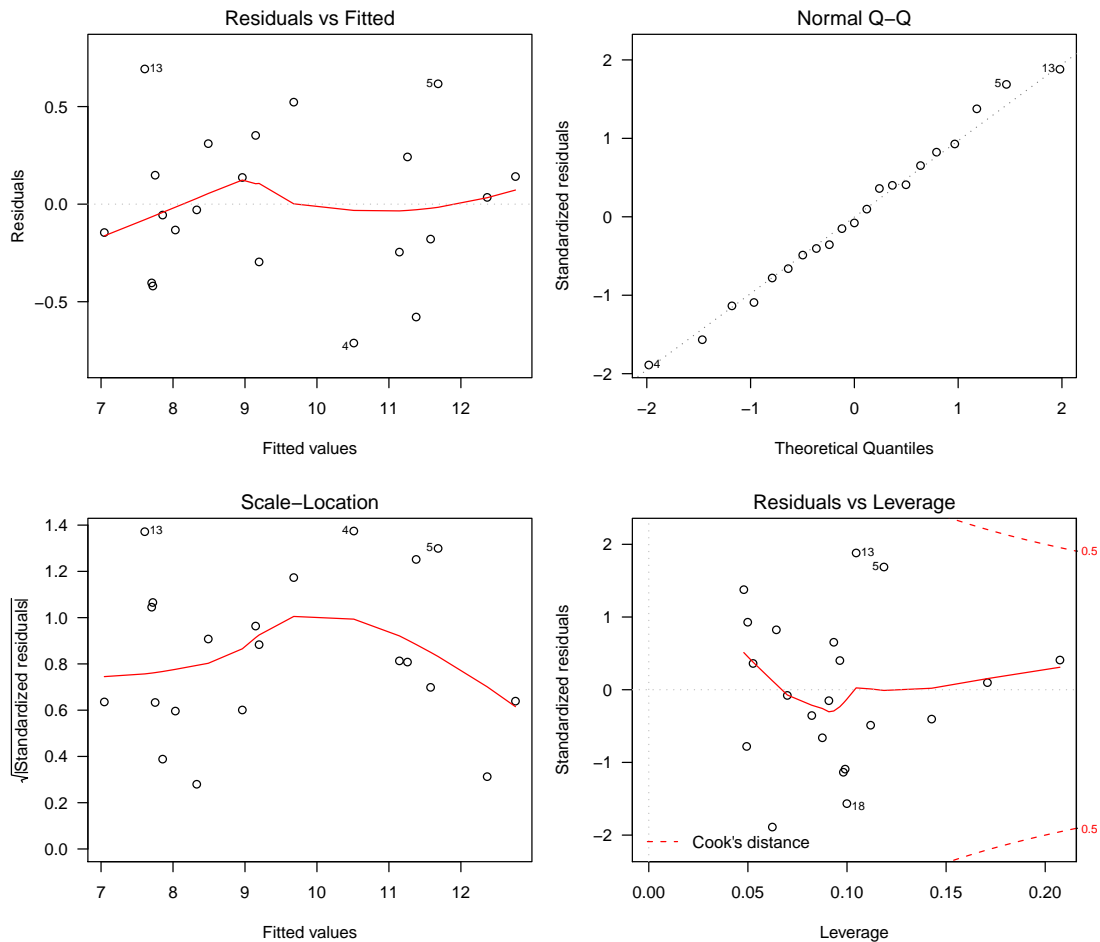 Residuals vs Fitted
Residuals
0.5
0.0
−0.5
13
5
4
7 8 9 10 11 12
Fitted values
Normal Q−Q
Standardized residuals
2
1
0
−1
−2
13
5
4
−2 −1 0 1 2
Theoretical Quantiles
Scale−Location
√|Standardized residuals|
1.4
1.2
1.0
0.8
0.6
0.4
0.2
0.0
13
4
5
7 8 9 10 11 12
Fitted values
Residuals vs Leverage
Standardized residuals
2
1
0
−1
−2
13
5
18
0.5
0.5
Cook's distance
0.00 0.05 0.10 0.15 0.20
Leverage